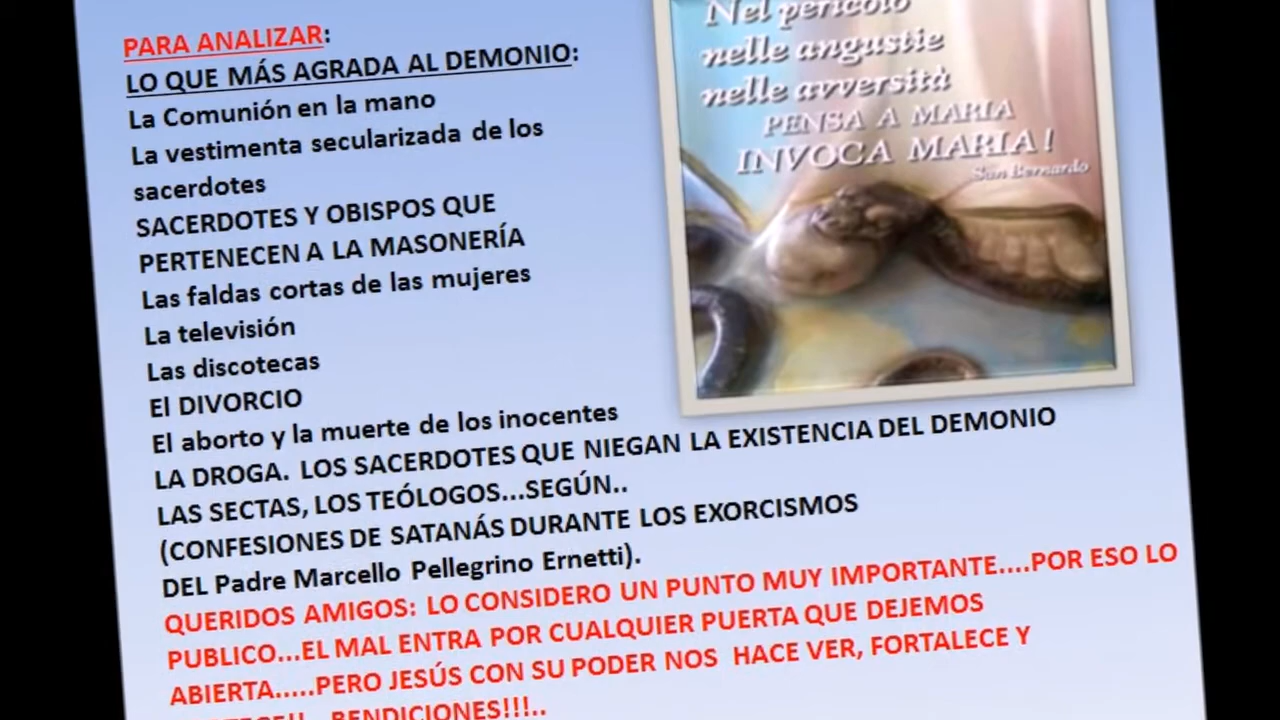 PARA ANALIZAR:
LO QUE MÁS AGRADA AL DEMONIO:
La Comunión en la mano
La vestimenta secularizada de los
sacerdotes
SACERDOTES Y OBISPOS QUE
PERTENECEN A LA MASONERÍA
Las faldas cortas de las mujeres
La televisión
Las discotecas
El DIVORCIO
El aborto y la muerte de los inocentes
LA DROGA. LOS SACERDOTES QUE NIEGAN LA EXISTENCIA DEL DEMONIO
LAS SECTAS, LOS TEÓLOGOS...SEGÚN..
(CONFESIONES DE SATANÁS DURANTE LOS EXORCISMOS
DEL Padre Marcello Pellegrino Ernetti).
QUERIDOS AMIGOS: LO CONSIDERO UN PUNTO MUY IMPORTANTE....POR ESO LO
PUBLICO...EL MAL ENTRA POR CUALQUIER PUERTA QUE DEJEMOS
ABIERTA.....PERO JESÚS CON SU PODER NOS HACE VER, FORTALECE Y
BENDICIONES!!!..
Nel pericolo
nelle angustie
nelle avversità
PENSA A MARIA
INVOCA MARIA!
San Bernardo